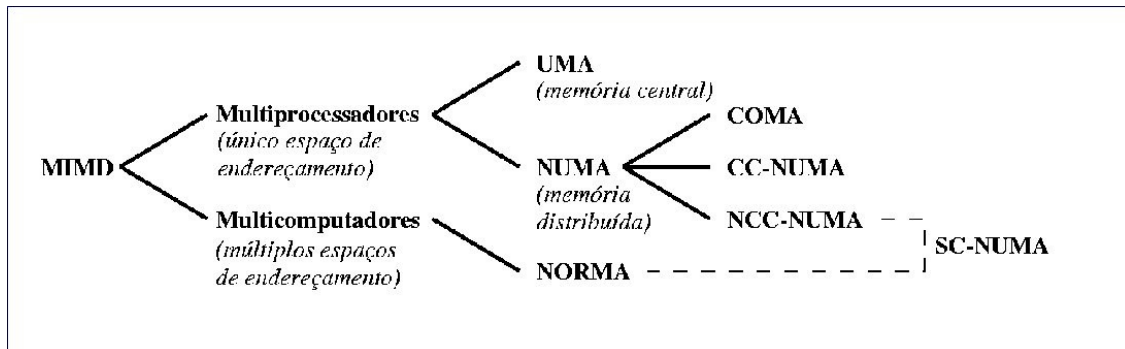 MIMD
Multiprocessadores
(único espaço de
endereçamento)
Multicomputadores
(múltiplos espaços
de endereçamento)
UMA
(memória central)
NUMA
(memória
distribuída)
NORMA
COMA
CC-NUMA
NCC-NUMA
SC-NUMA